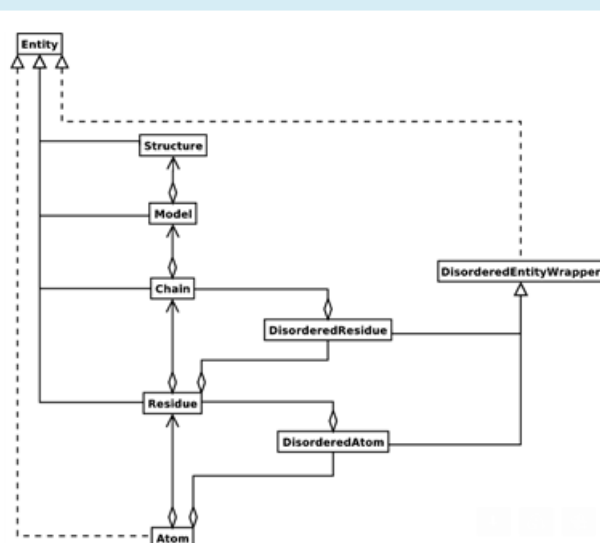 Entity
Structure
Model
DisorderedEntityWrapper
Chain
DisorderedResidue
Residue
DisorderedAtom
Atom